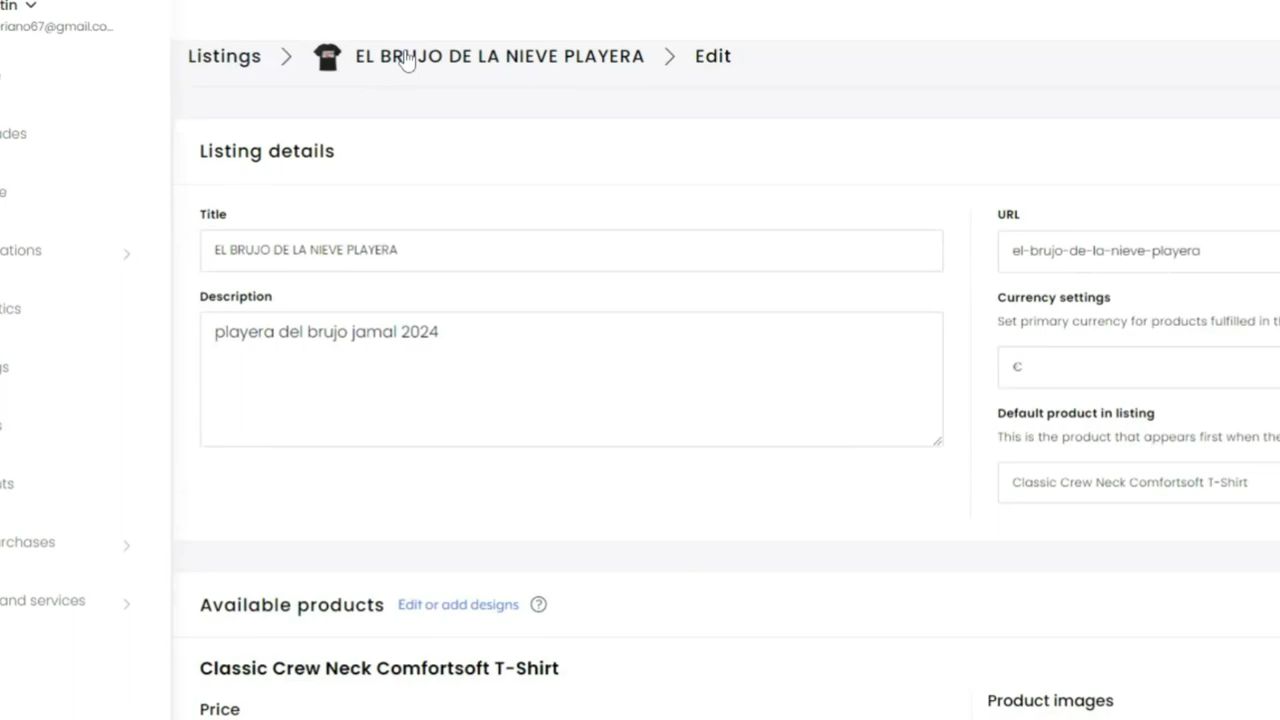 tin
riano67@gmail.co...
Listings > EL BRUJO DE LA NIEVE PLAYERA > Edit
ades
e
Listing details
ations
tics
gs
s
nts
rchases
and services
Title
EL BRUJO DE LA NIEVE PLAYERA
Description
playera del brujo jamal 2024
URL
el-brujo-de-la-nieve-playera
Currency settings
Set primary currency for products fulfilled in th
€
Default product in listing
This is the product that appears first when the
Classic Crew Neck Comfortsoft T-Shirt
Available products Edit or add designs ?
Classic Crew Neck Comfortsoft T-Shirt
Price
Product images